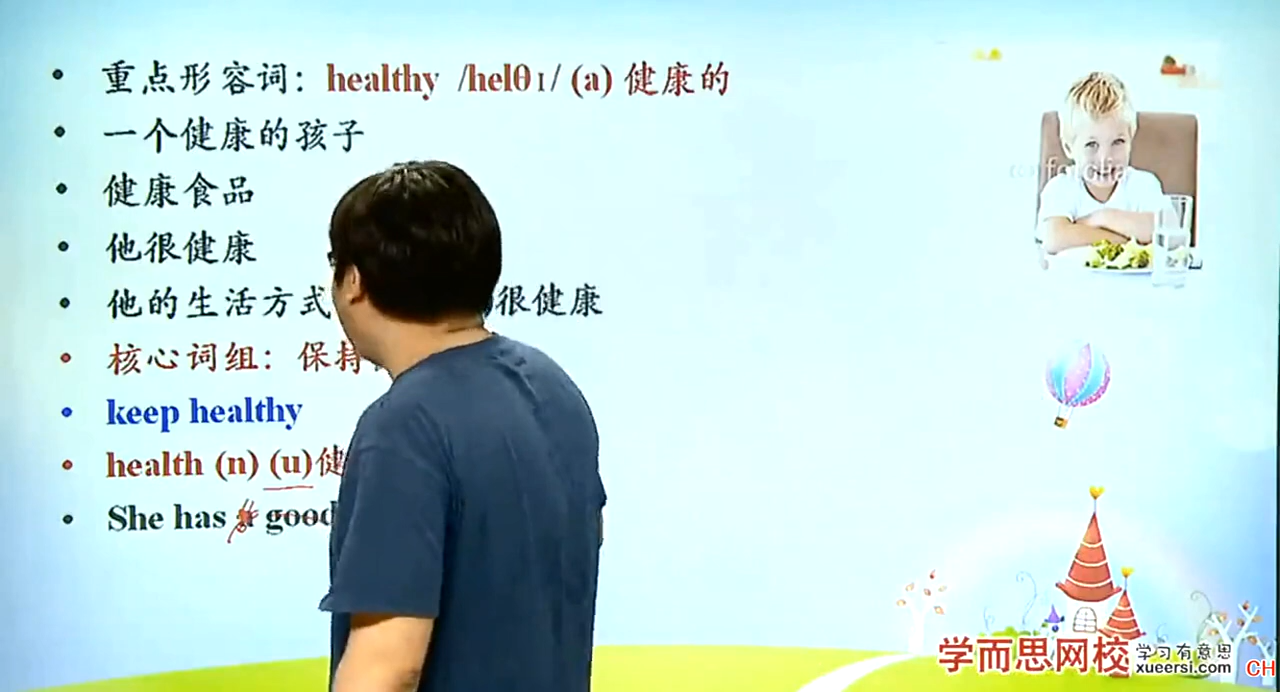 重点形容词：healthy /helθɪ/ (a) 健康的
一个健康的孩子
健康食品
他很健康
他的生活方式 很健康
核心词组：保持
keep healthy
health (n) (u)健
She has a good
学而思网校
学习有意思
xueersi.com
CH